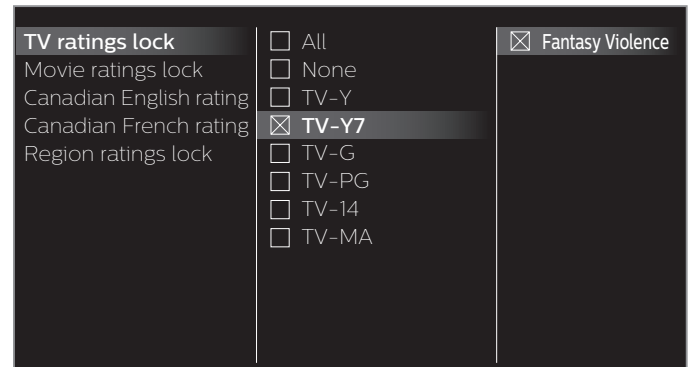 TV ratings lock
Movie ratings lock
Canadian English rating
Canadian French rating
Region ratings lock
All
None
TV-Y
TV-Y7
TV-G
TV-PG
TV-14
TV-MA
Fantasy Violence